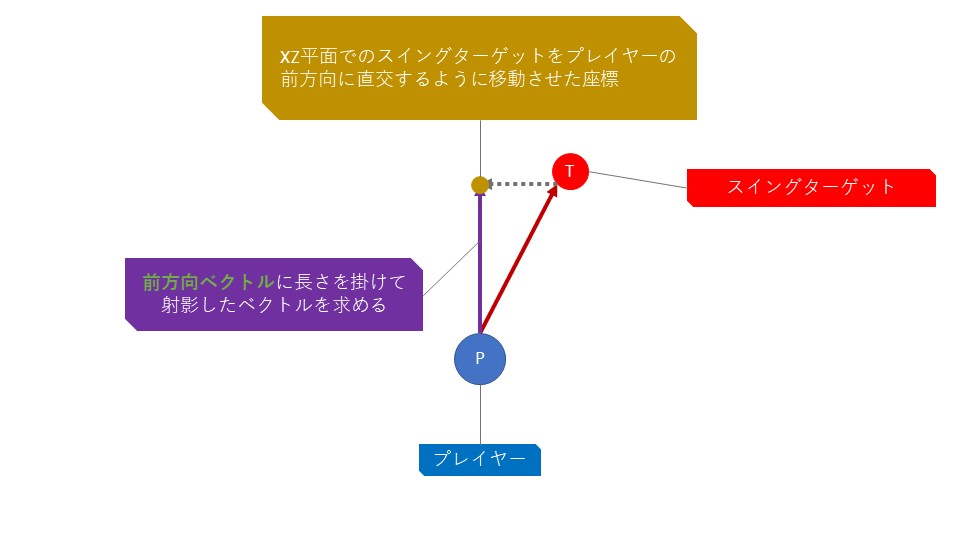 XZ平面でのスイングターゲットをプレイヤーの
前方向に直交するように移動させた座標
T
スイングターゲット
前方向ベクトルに長さを掛けて
射影したベクトルを求める
P
プレイヤー